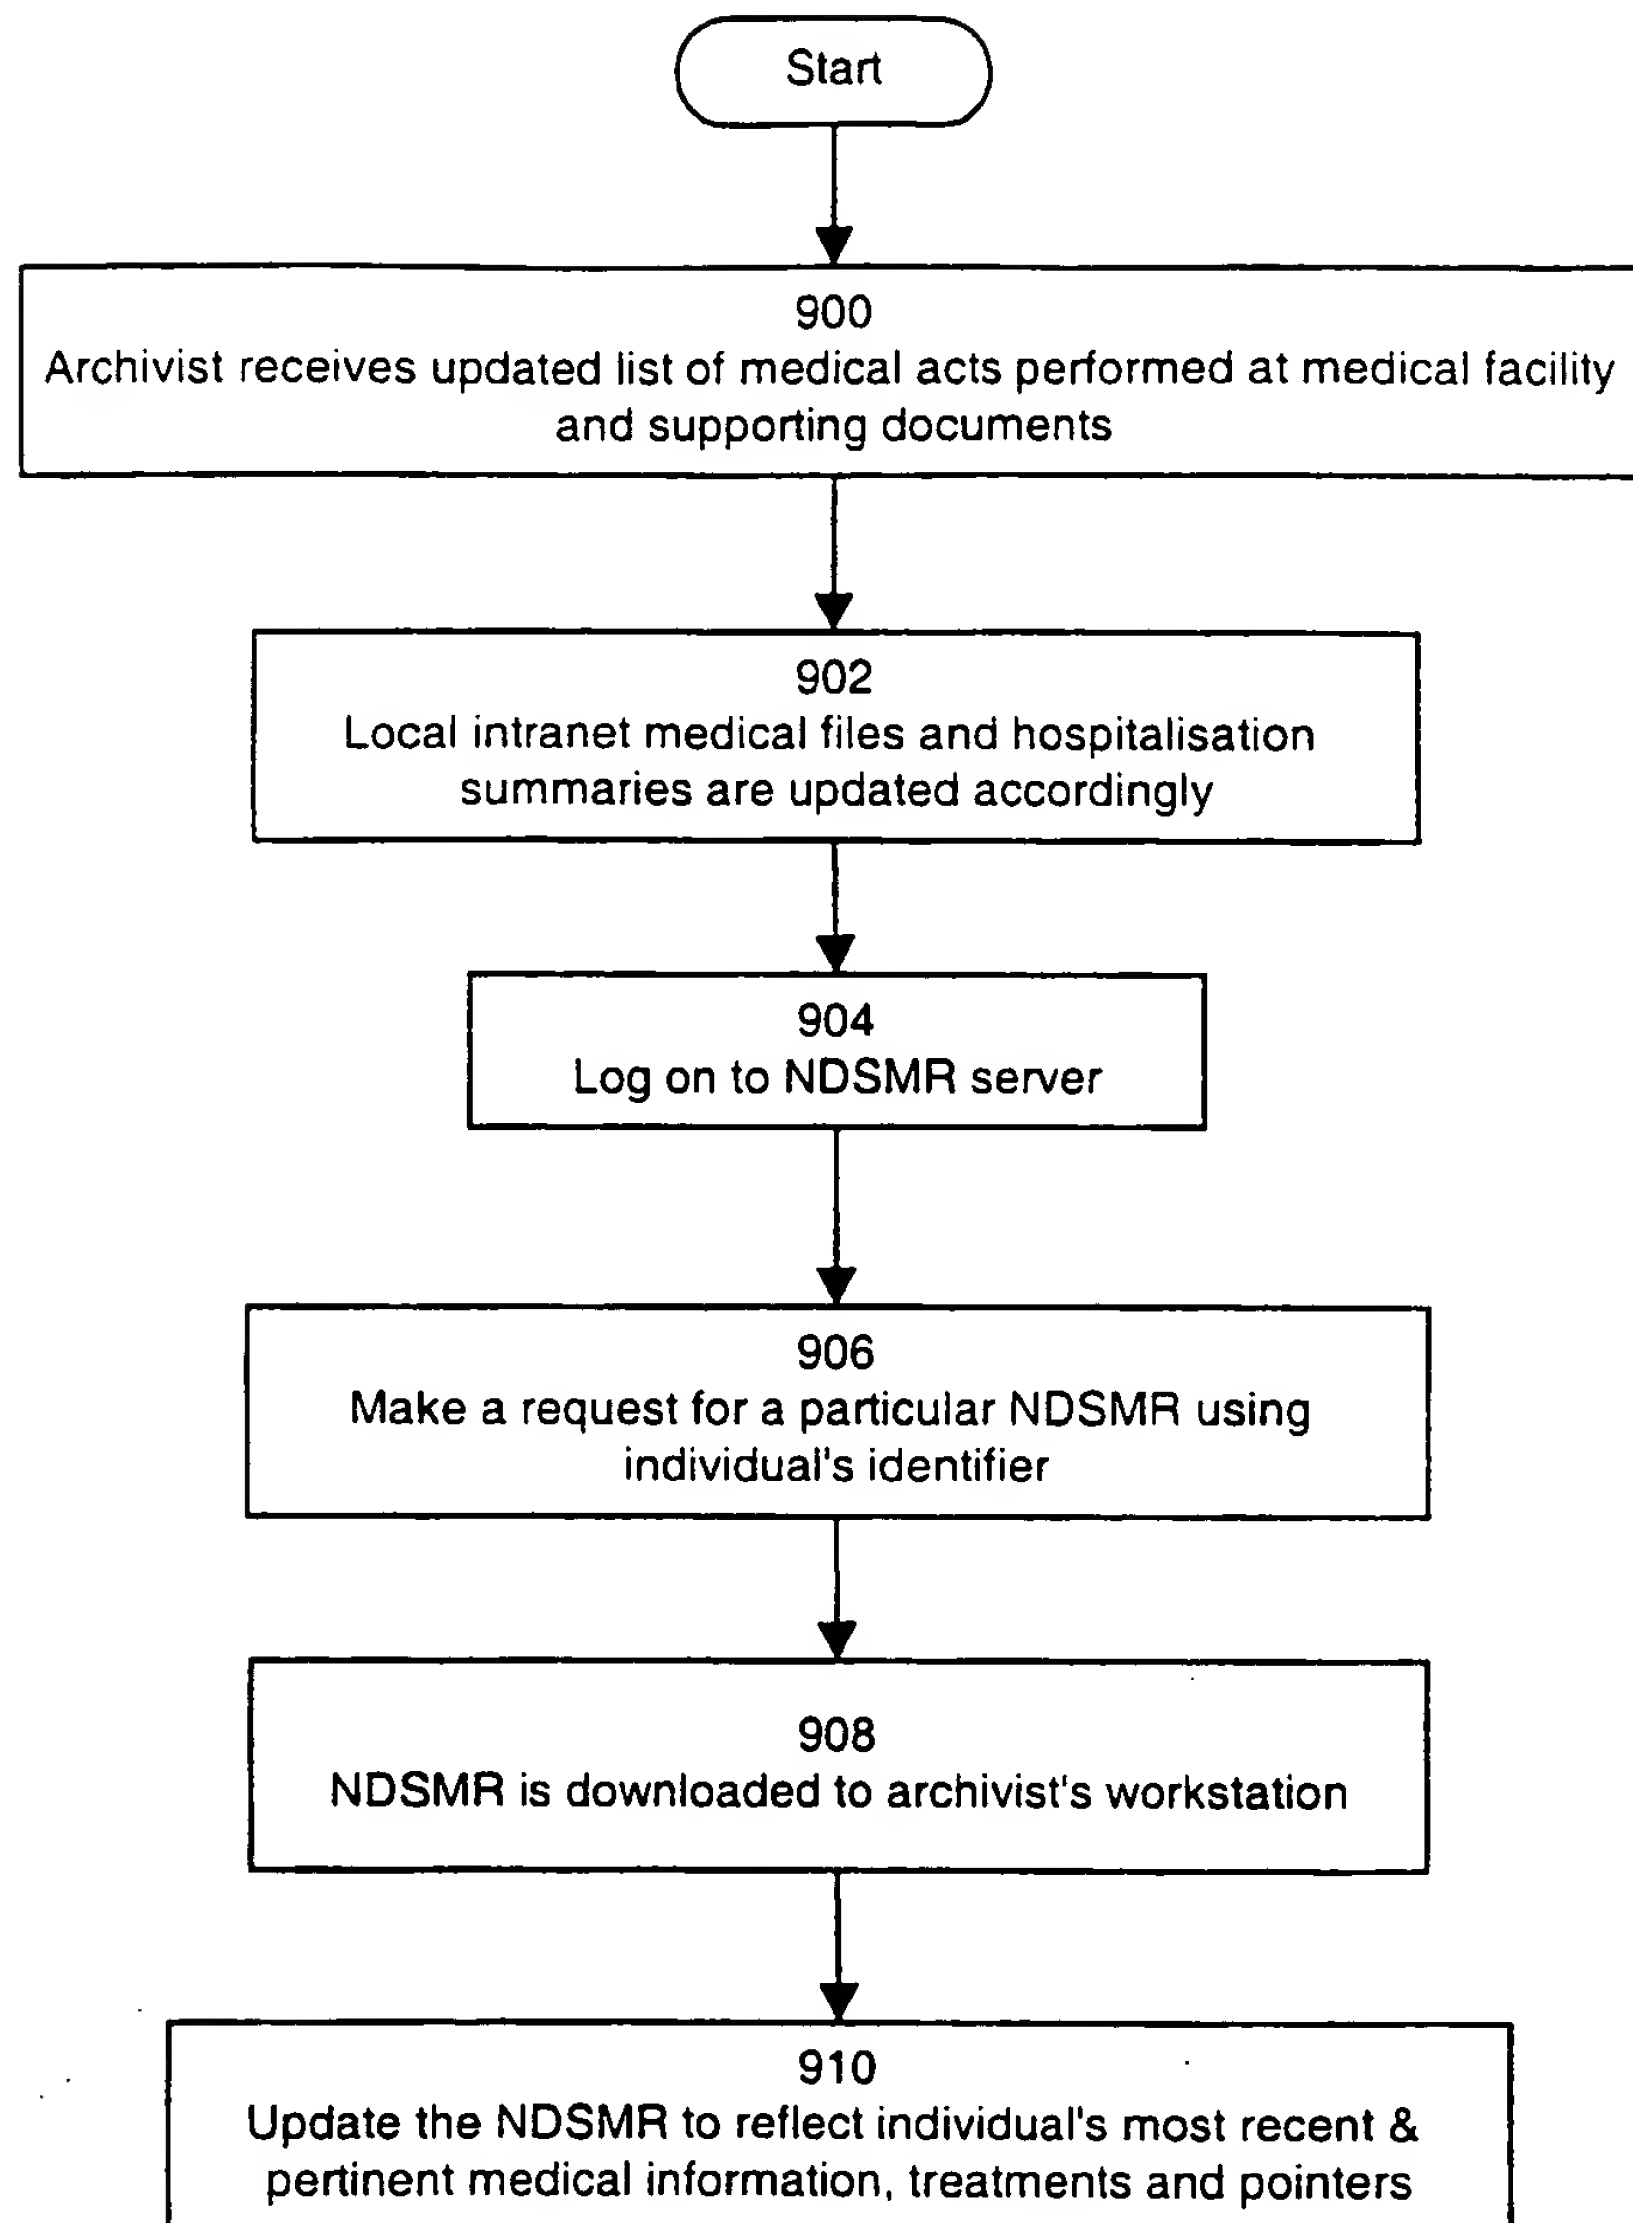 Start
900
Archivist receives updated list of medical acts performed at medical facility
and supporting documents
902
Local intranet medical files and hospitalisation
summaries are updated accordingly
904
Log on to NDSMR server
906
Make a request for a particular NDSMR using
individual's identifier
908
NDSMR is downloaded to archivist's workstation
910
Update the NDSMR to reflect individual's most recent &
pertinent medical information, treatments and pointers